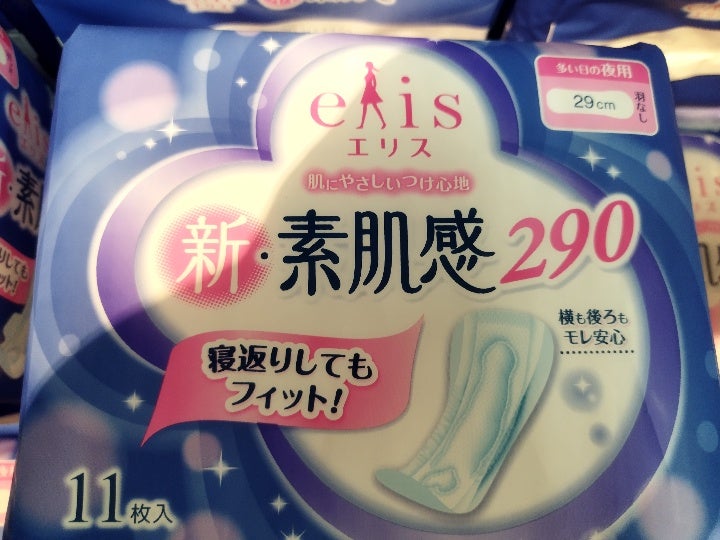 elis
エリス
肌にやさしいつけ心地
新・素肌感290
寝返りしても
フィット!
横も後ろも
モレ安心
11枚入
多い日の夜用
29cm
羽なし